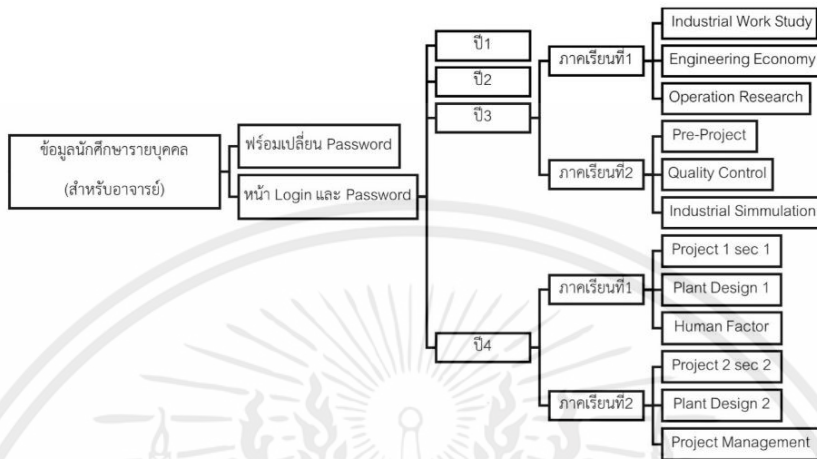 ข้อมูลนักศึกษารายบุคคล
(สำหรับอาจารย์)
ฟร์อมเปลี่ยน Password
หน้า Login และ Password
ปี1
ปี2
ปี3
ภาคเรียนที่1
Industrial Work Study
Engineering Economy
Operation Research
ภาคเรียนที่2
Pre-Project
Quality Control
Industrial Simmulation
ปี4
ภาคเรียนที่1
Project 1 sec 1
Plant Design 1
Human Factor
ภาคเรียนที่2
Project 2 sec 2
Plant Design 2
Project Management